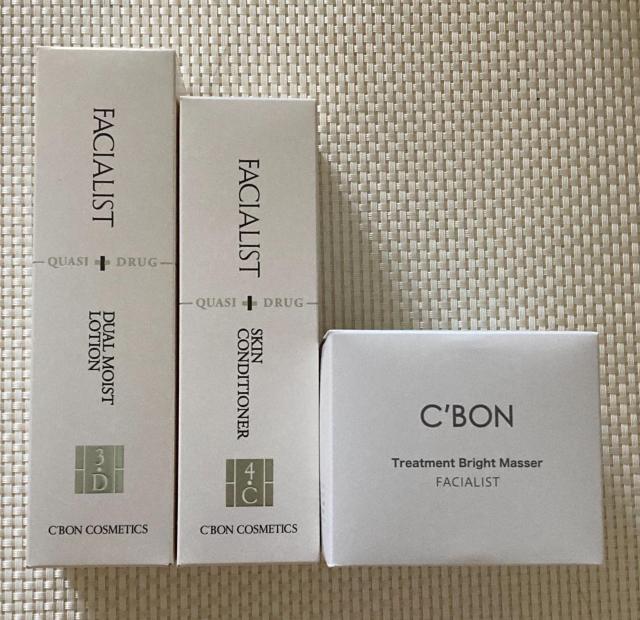 FACIALIST
QUASI DRUG
DUAL MOIST
LOTION
3
D
C'BON COSMETICS
FACIALIST
QUASI DRUG
SKIN
CONDITIONER
4
C
C'BON COSMETICS
C'BON
Treatment Bright Masser
FACIALIST